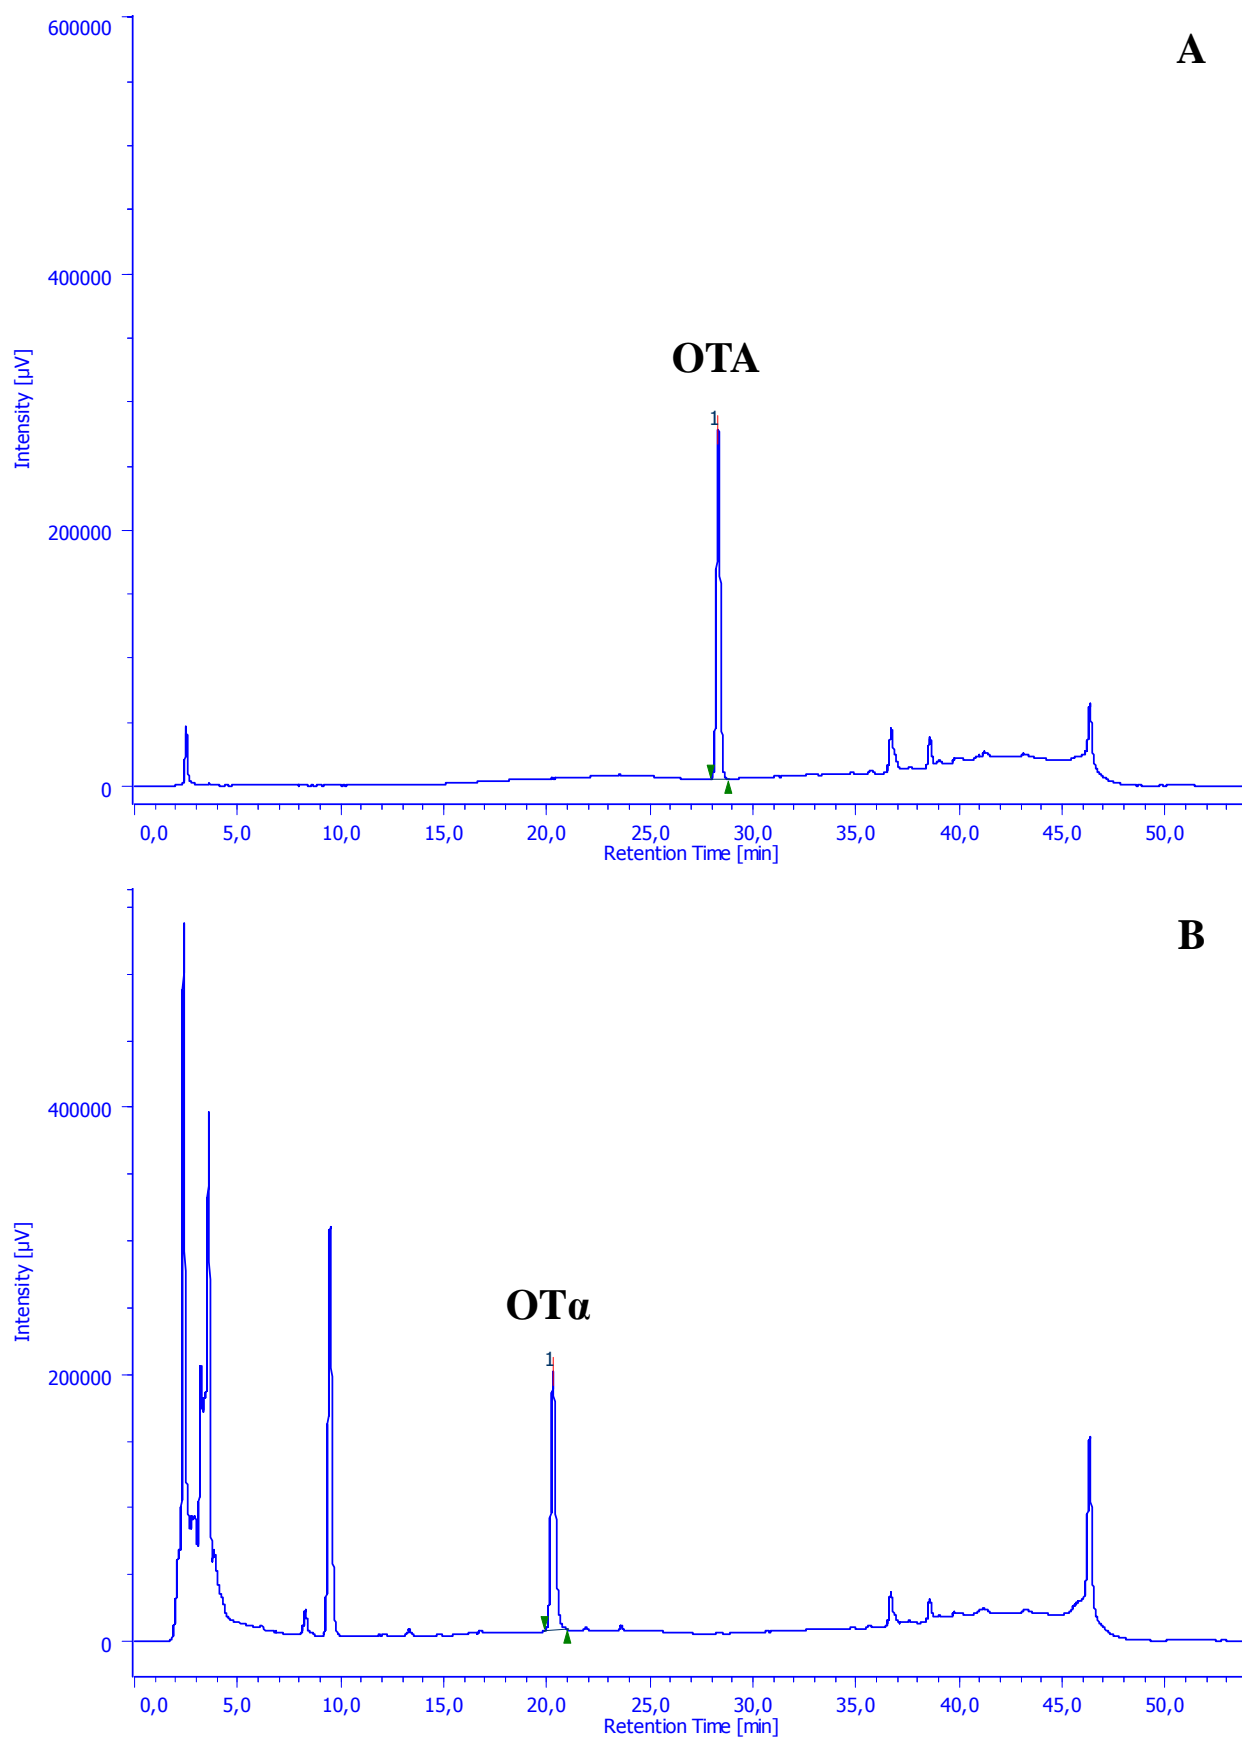 600000
A
400000
OTA
1
200000
0
Intensity [µV]
0,0 5,0 10,0 15,0 20,0 25,0 30,0 35,0 40,0 45,0 50,0
Retention Time [min]
B
400000
OTα
1
200000
0
Intensity [µV]
0,0 5,0 10,0 15,0 20,0 25,0 30,0 35,0 40,0 45,0 50,0
Retention Time [min]